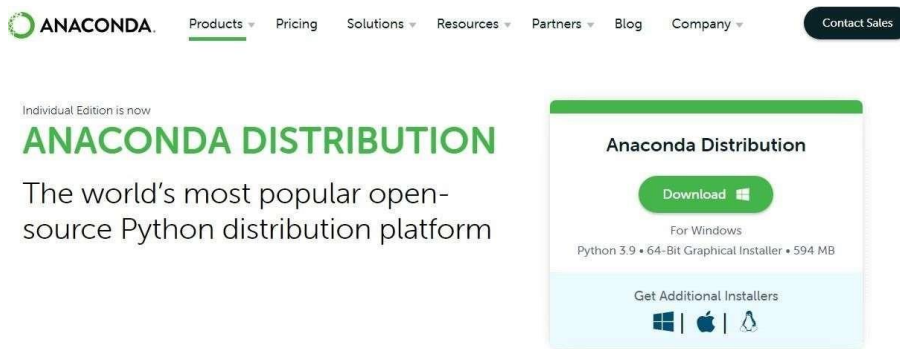 ANACONDA.
Products
Pricing
Solutions
Resources
Partners
Blog
Company
Contact Sales
Individual Edition is now
ANACONDA DISTRIBUTION
The world's most popular open-
source Python distribution platform
Anaconda Distribution
Download
For Windows
Python 3.9 • 64-Bit Graphical Installer • 594 MB
Get Additional Installers